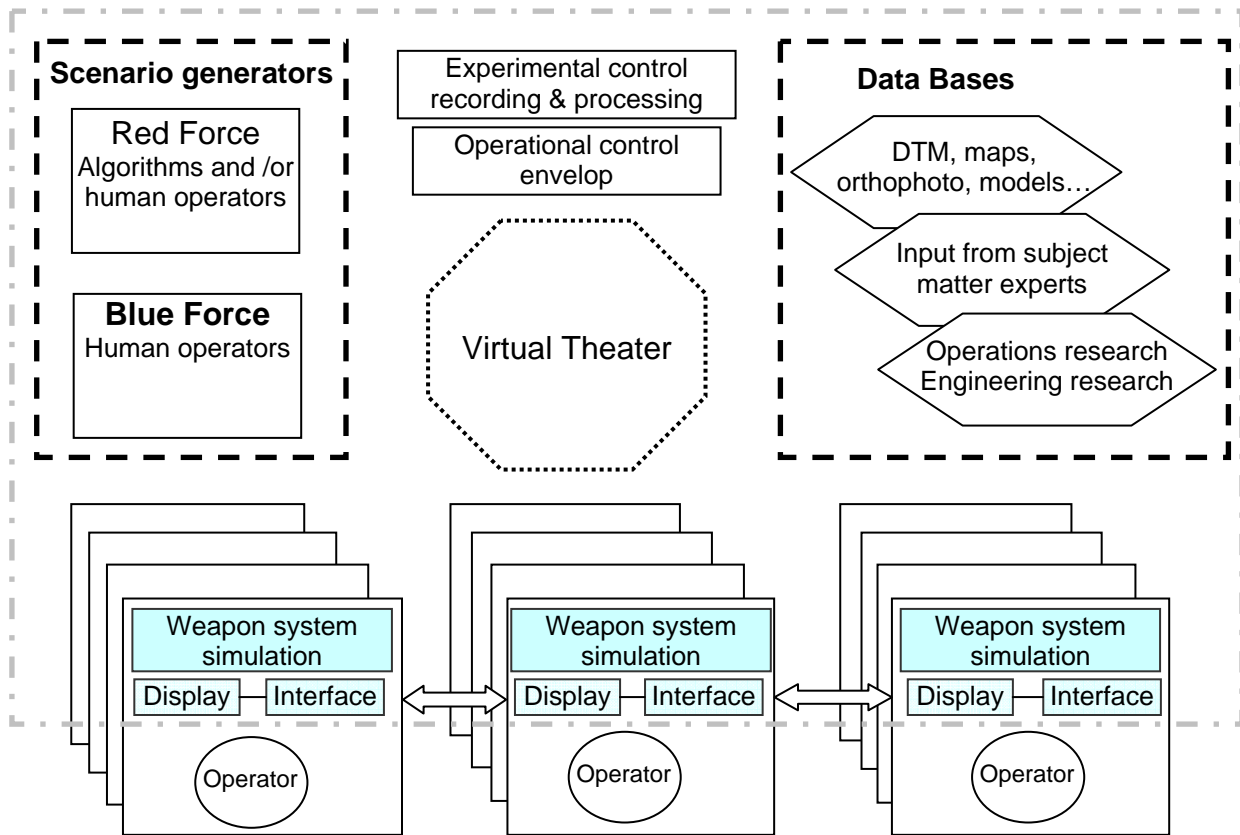 Scenario generators
Red Force
Algorithms and /or
human operators
Blue Force
Human operators
Experimental control
recording & processing
Operational control
envelop
Virtual Theater
Data Bases
DTM, maps,
orthophoto, models…
Input from subject
matter experts
Operations research
Engineering research
Weapon system
simulation
Display
Interface
Operator
Weapon system
simulation
Display
Interface
Operator
Weapon system
simulation
Display
Interface
Operator